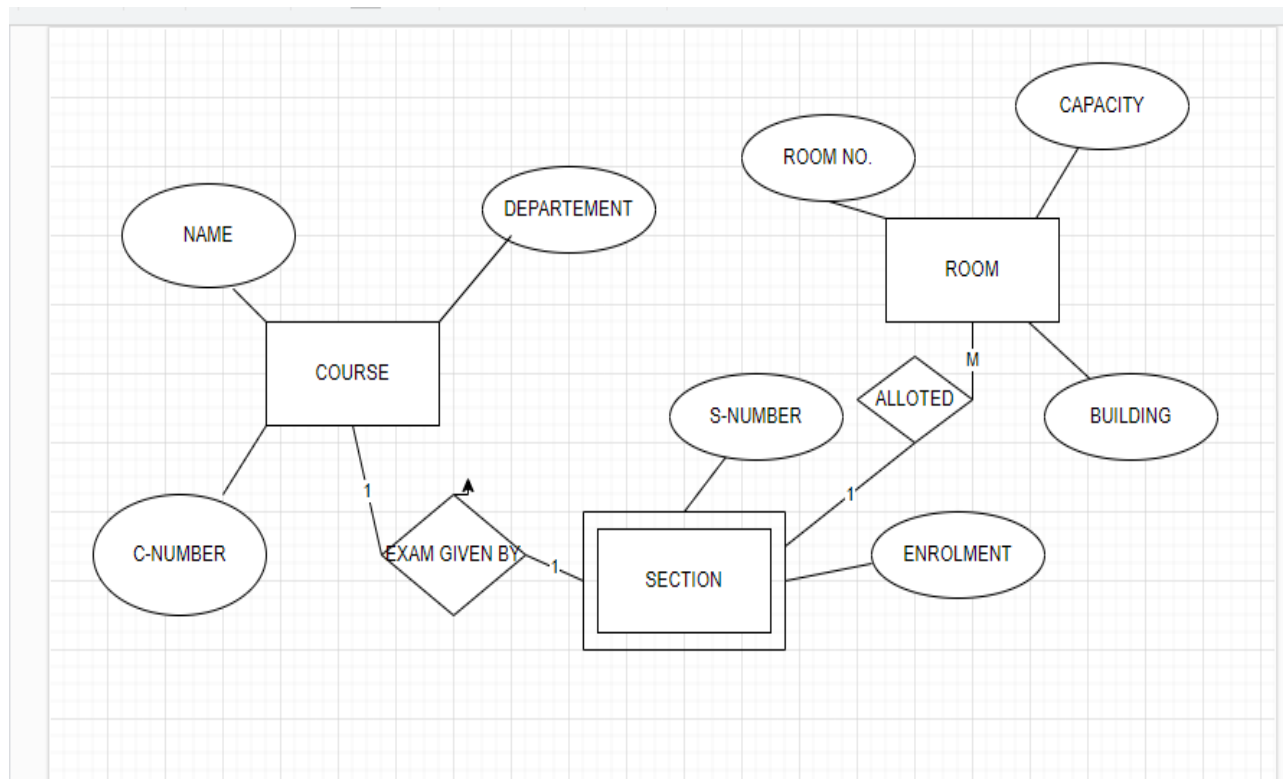 CAPACITY
ROOM NO.
DEPARTEMENT
NAME
ROOM
M
COURSE
ALLOTED
S-NUMBER
BUILDING
1
1
C-NUMBER
EXAM GIVEN BY
1
SECTION
ENROLMENT